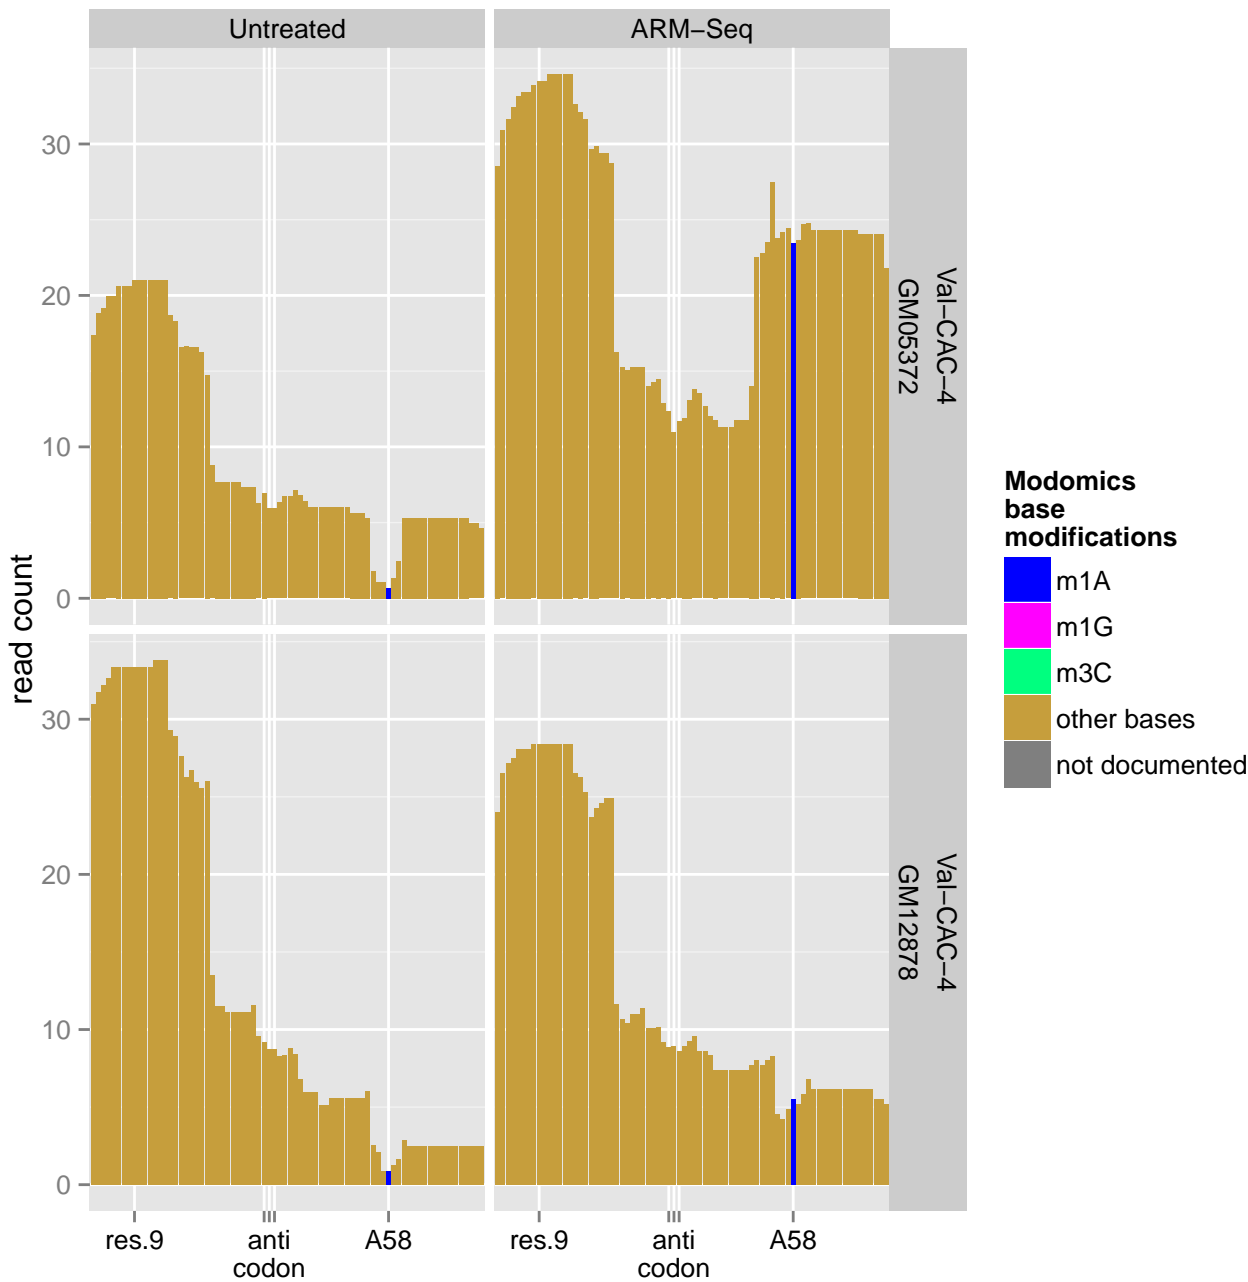 Untreated
ARM−Seq
30
20
10
0
Val−CAC−4
GM05372
read count
30
20
10
0
Val−CAC−4
GM12878
res.9
anti
codon
A58
res.9
anti
codon
A58
Modomics
base
modifications
m1A
m1G
m3C
other bases
not documented